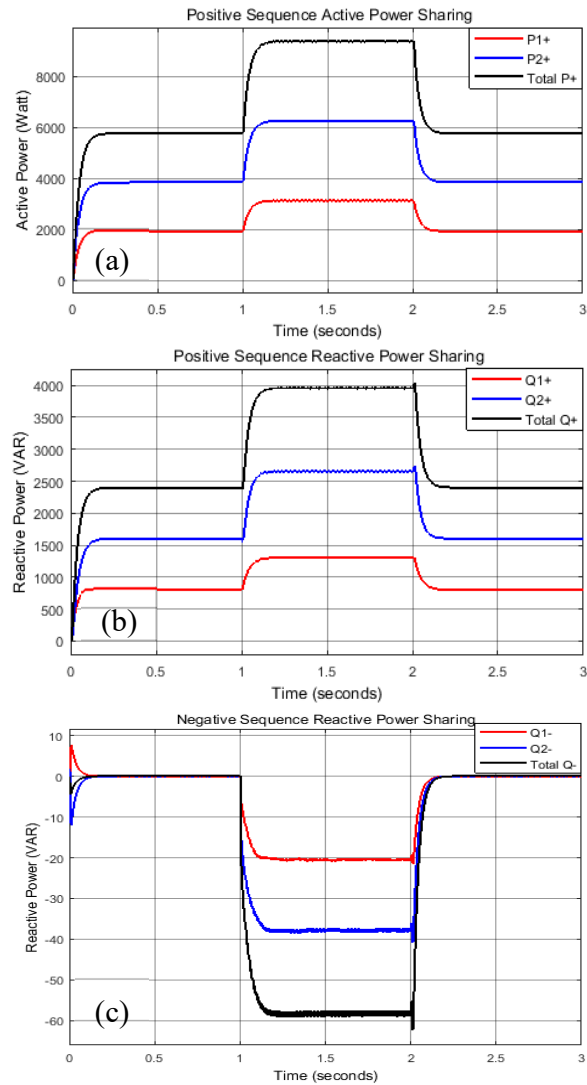 Positive Sequence Active Power Sharing
P1+
P2+
Total P+
8000
6000
4000
2000
0
Active Power (Watt)
(a)
0
0.5
1
1.5
2
2.5
3
Time (seconds)
Positive Sequence Reactive Power Sharing
Q1+
Q2+
Total Q+
4000
3500
3000
2500
2000
1500
1000
500
0
Reactive Power (VAR)
(b)
0
0.5
1
1.5
2
2.5
3
Time (seconds)
Negative Sequence Reactive Power Sharing
Q1-
Q2-
Total Q-
10
0
-10
-20
-30
-40
-50
-60
Reactive Power (VAR)
(c)
0
0.5
1
1.5
2
2.5
3
Time (seconds)